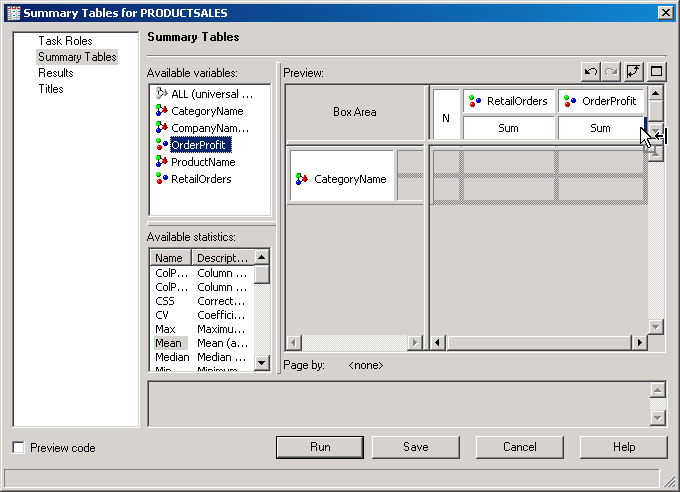 Summary Tables for PRODUCTSALES
Task Roles
Summary Tables
Results
Titles
Summary Tables
Available variables:
ALL (universal ...
CategoryName
CompanyNam...
OrderProfit
ProductName
RetailOrders
Available statistics:
Name Descript...
ColP... Column ...
ColP... Column ...
CSS Correct...
CV Coeffici...
Max Maximu...
Mean Mean (a...
Median Median ...
Min Minimum
Preview:
Box Area
N
RetailOrders OrderProfit
Sum Sum
CategoryName
Page by: <none>
Preview code
Run Save Cancel Help